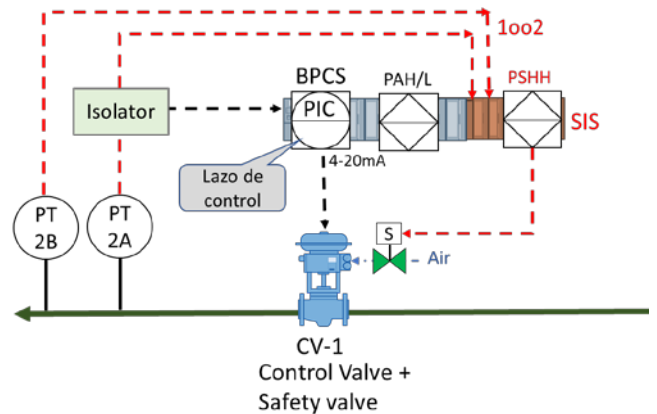 1oo2
BPCS
PAH/L
PSHH
Isolator
PIC
SIS
4-20mA
Lazo de
control
PT
2B
PT
2A
S
Air
CV-1
Control Valve +
Safety valve